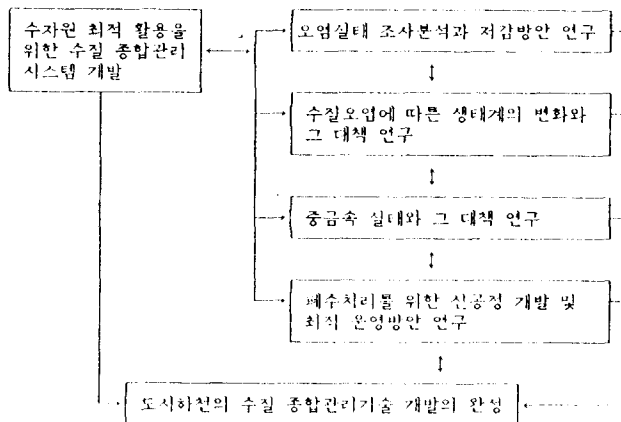 수자원 최적 활용을
위한 수질 종합관리
시스템 개발
오염실태 조사분석과 저감방안 연구
수질오염에 따른 생태계의 변화와
그 대책 연구
중금속 실태와 그 대책 연구
폐수처리를 위한 신공정 개발 및
최적 운영방안 연구
도시하천의 수질 종합관리기술 개발의 완성